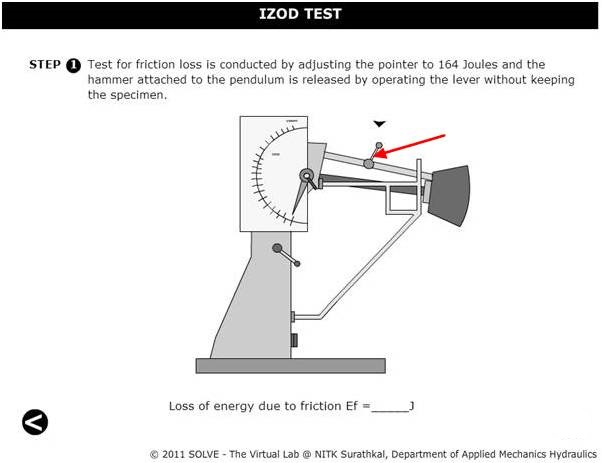 IZOD TEST
STEP 1 Test for friction loss is conducted by adjusting the pointer to 164 Joules and the
hammer attached to the pendulum is released by operating the lever without keeping
the specimen.
Loss of energy due to friction Ef =_____J
© 2011 SOLVE - The Virtual Lab @ NITK Surathkal, Department of Applied Mechanics Hydraulics